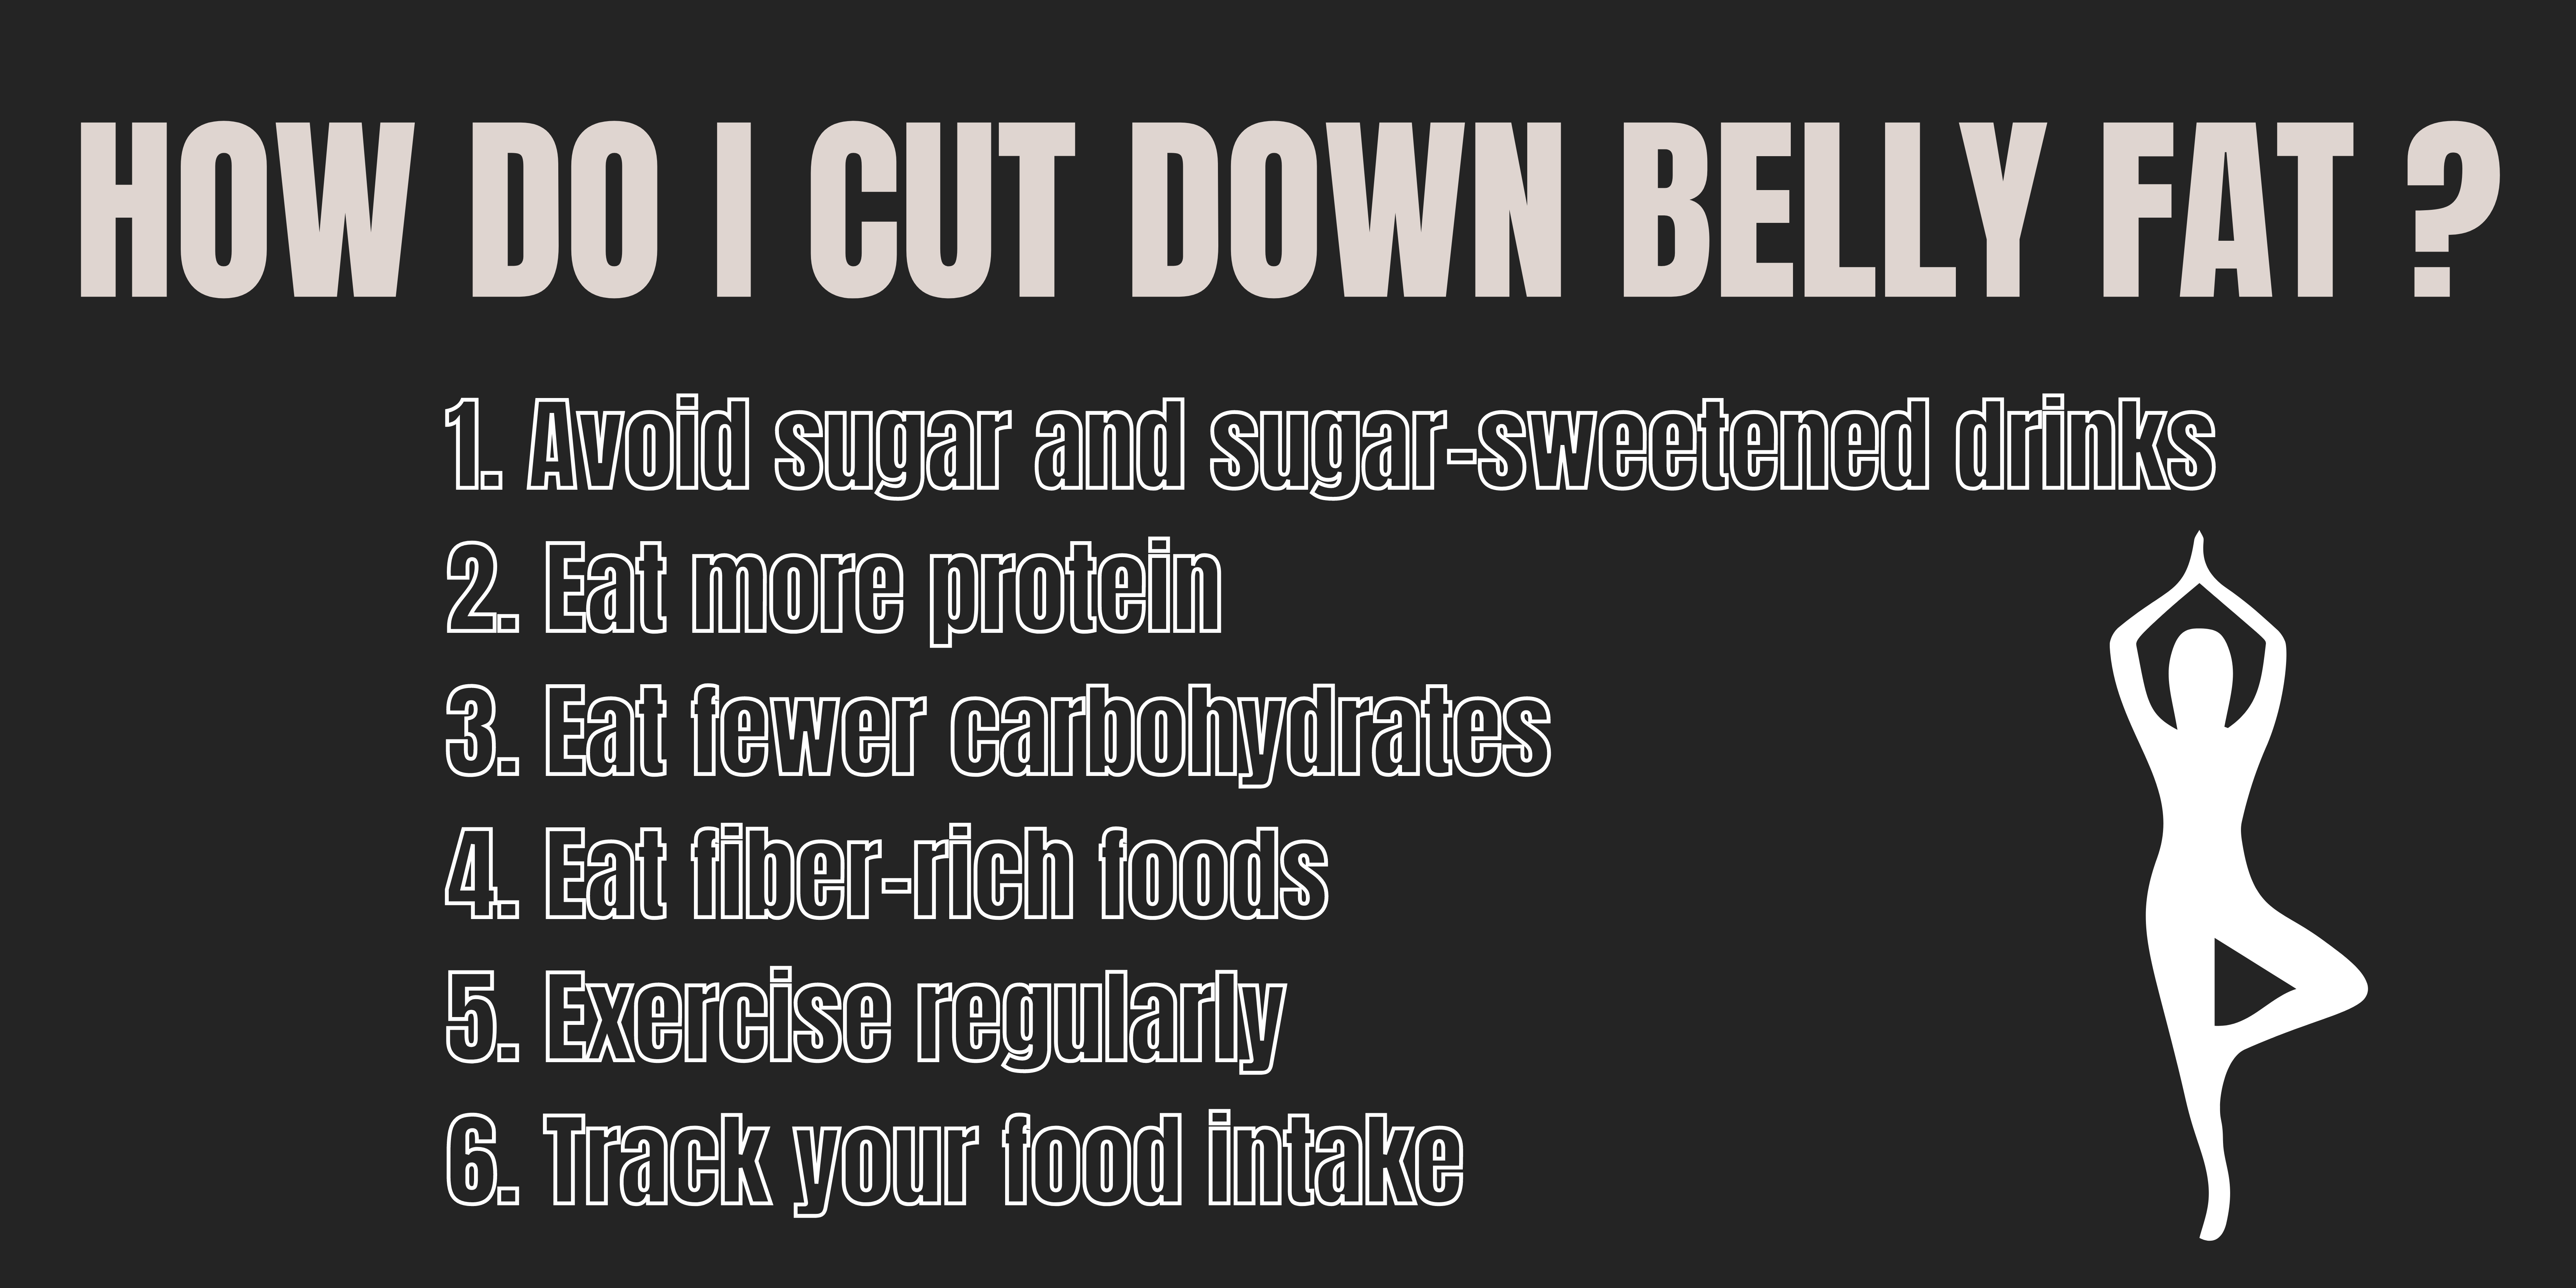 HOW DO I CUT DOWN BELLY FAT ?
1. Avoid sugar and sugar-sweetened drinks
2. Eat more protein
3. Eat fewer carbohydrates
4. Eat fiber-rich foods
5. Exercise regularly
6. Track your food intake